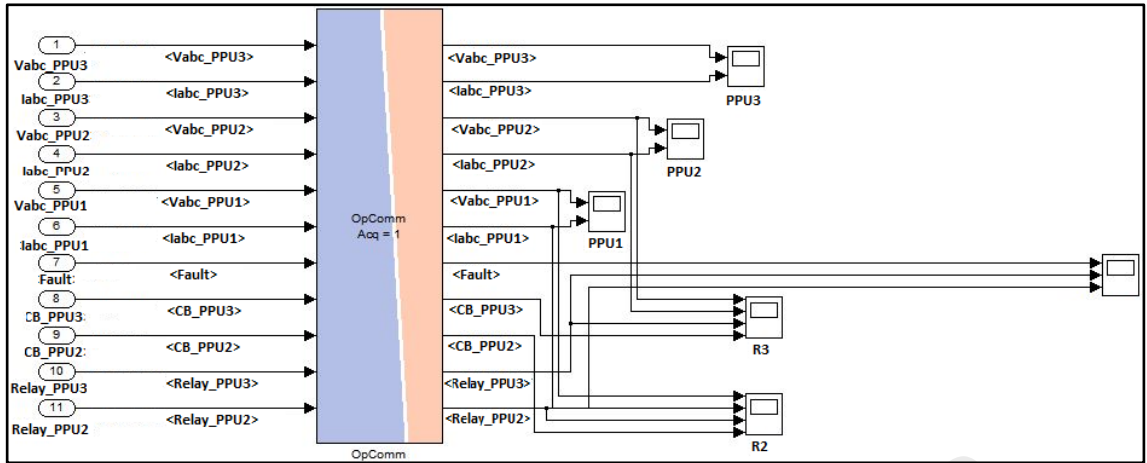 1
Vabc_PPU3
<Vabc_PPU3>
<Vabc_PPU3>
2
Iabc_PPU3
<Iabc_PPU3>
<Iabc_PPU3>
PPU3
3
Vabc_PPU2
<Vabc_PPU2>
<Vabc_PPU2>
4
Iabc_PPU2
<Iabc_PPU2>
<Iabc_PPU2>
PPU2
5
Vabc_PPU1
<Vabc_PPU1>
<Vabc_PPU1>
OpComm
Acq = 1
6
Iabc_PPU1
<Iabc_PPU1>
<Iabc_PPU1>
PPU1
7
Fault
<Fault>
<Fault>
8
CB_PPU3
<CB_PPU3>
<CB_PPU3>
9
CB_PPU2
<CB_PPU2>
<CB_PPU2>
R3
10
Relay_PPU3
<Relay_PPU3>
<Relay_PPU3>
11
Relay_PPU2
<Relay_PPU2>
<Relay_PPU2>
R2
OpComm